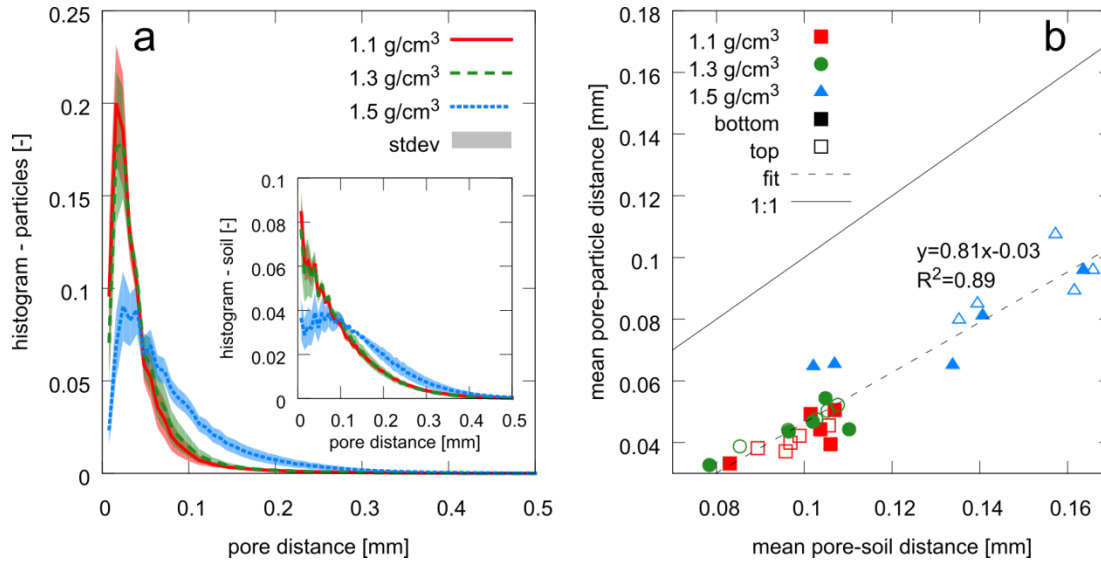 a
0.25
0.2
0.15
0.1
0.05
0
histogram - particles [-]
1.1 g/cm³
1.3 g/cm³
1.5 g/cm³
stdev
0.1
0.08
0.06
0.04
0.02
0
histogram - soil [-]
0 0.1 0.2 0.3 0.4 0.5
pore distance [mm]
0 0.1 0.2 0.3 0.4 0.5
pore distance [mm]
b
0.18
0.16
0.14
0.12
0.1
0.08
0.06
0.04
mean pore-particle distance [mm]
1.1 g/cm³
1.3 g/cm³
1.5 g/cm³
bottom
top
fit
1:1
y=0.81x-0.03
R²=0.89
0.08 0.1 0.12 0.14 0.16
mean pore-soil distance [mm]